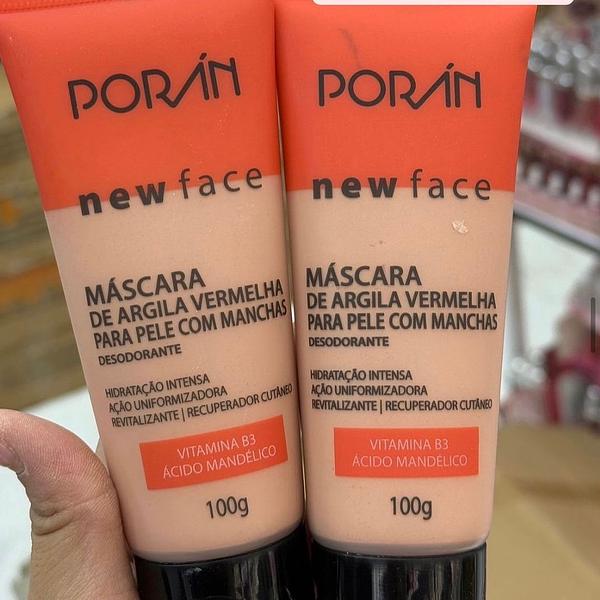 PORÁN
new face
MÁSCARA
DE ARGILA VERMELHA
PARA PELE COM MANCHAS
DESODORANTE
HIDRATAÇÃO INTENSA
AÇÃO UNIFORMIZADORA
REVITALIZANTE | RECUPERADOR CUTÂNEO
VITAMINA B3
ÁCIDO MANDÉLICO
100g
PORÁN
new face
MÁSCARA
DE ARGILA VERMELHA
PARA PELE COM MANCHAS
DESODORANTE
HIDRATAÇÃO INTENSA
AÇÃO UNIFORMIZADORA
REVITALIZANTE | RECUPERADOR CUTÂNEO
VITAMINA B3
ÁCIDO MANDÉLICO
100g